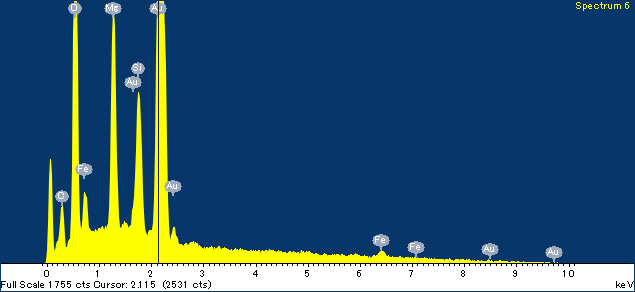 Spectrum 6
O Mg Au
Si
Au
Fe
Au
Fe
Fe Au Au
0 1 2 3 4 5 6 7 8 9 10
Full Scale 1755 cts Cursor: 2.115 (2531 cts) keV